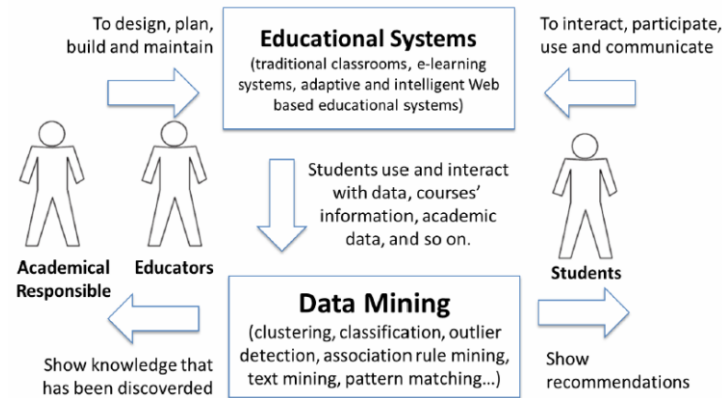 To design, plan,
build and maintain
Educational Systems
(traditional classrooms, e-learning
systems, adaptive and intelligent Web
based educational systems)
To interact, participate,
use and communicate
Students use and interact
with data, courses'
information, academic
data, and so on.
Academical
Responsible
Educators
Students
Data Mining
(clustering, classification, outlier
detection, association rule mining,
text mining, pattern matching...)
Show knowledge that
has been discoverded
Show
recommendations